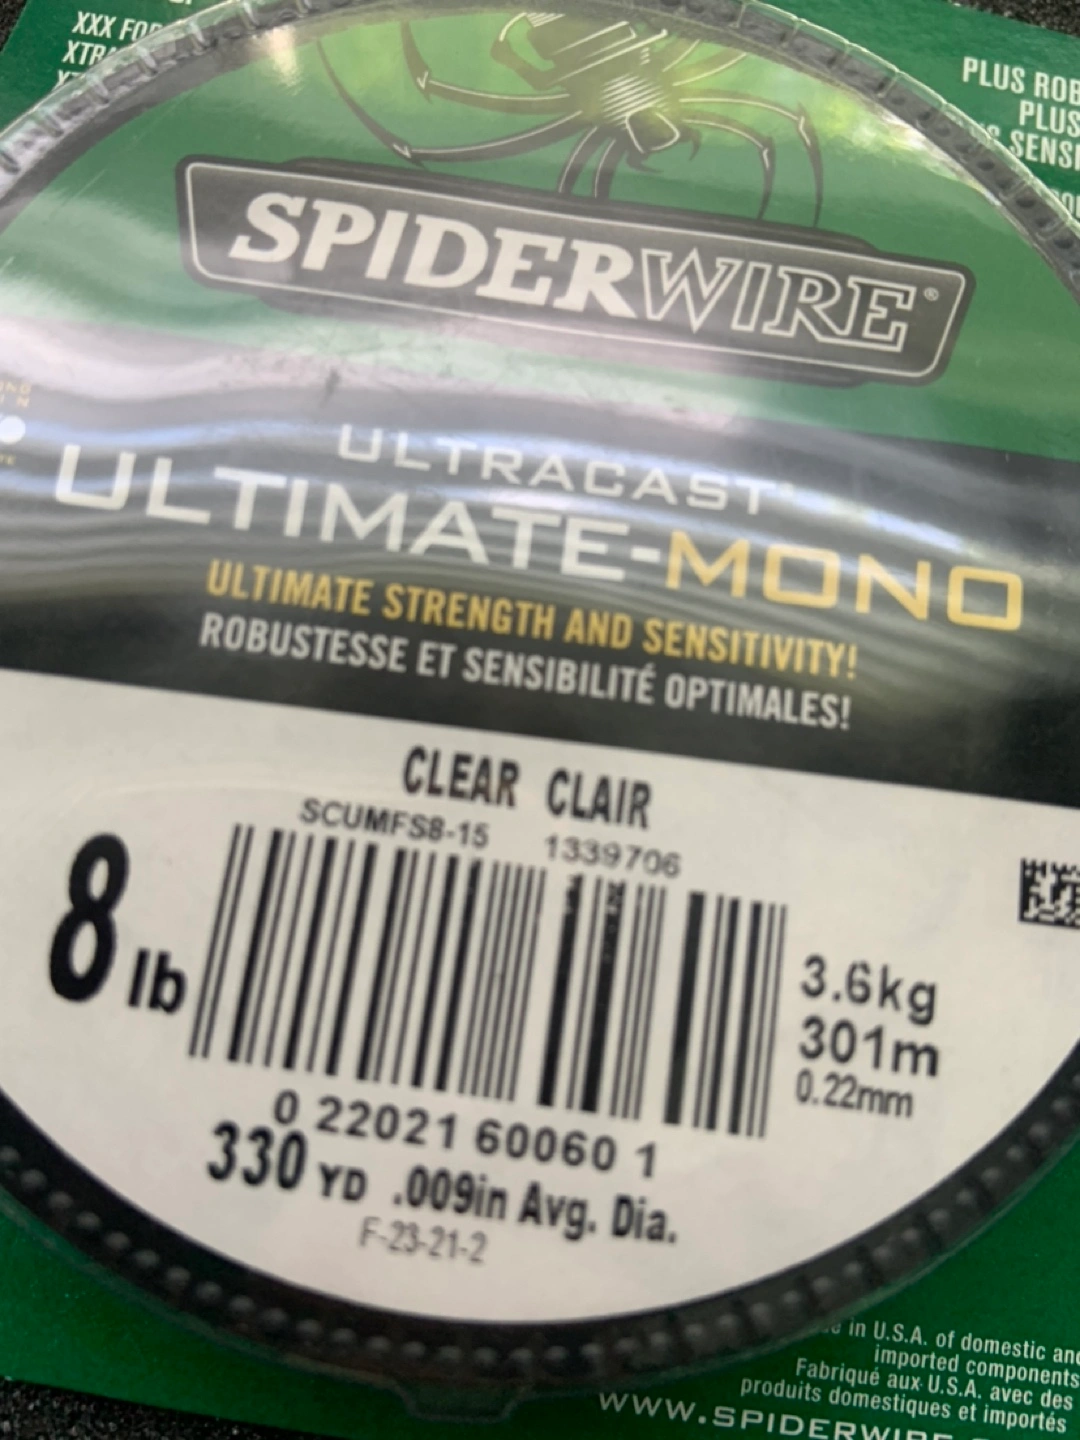 XXX
PLUS
PLUS
SPIDERWIRE®
ULTRACAST
ULTIMATE-MONO
ULTIMATE STRENGTH AND SENSITIVITY!
ROBUSTESSE ET SENSIBILITÉ OPTIMALES!
CLEAR CLAIR
SCUMFS8-15 1339706
8 lb
3.6kg
301m
0.22mm
0 22021 60060 1
330 YD .009in Avg. Dia.
F-23-21-2
in U.S.A. of domestic
imported components
Fabriqué aux U.S.A. avec des
produits domestiques et importés
WWW.SPIDERWIRE